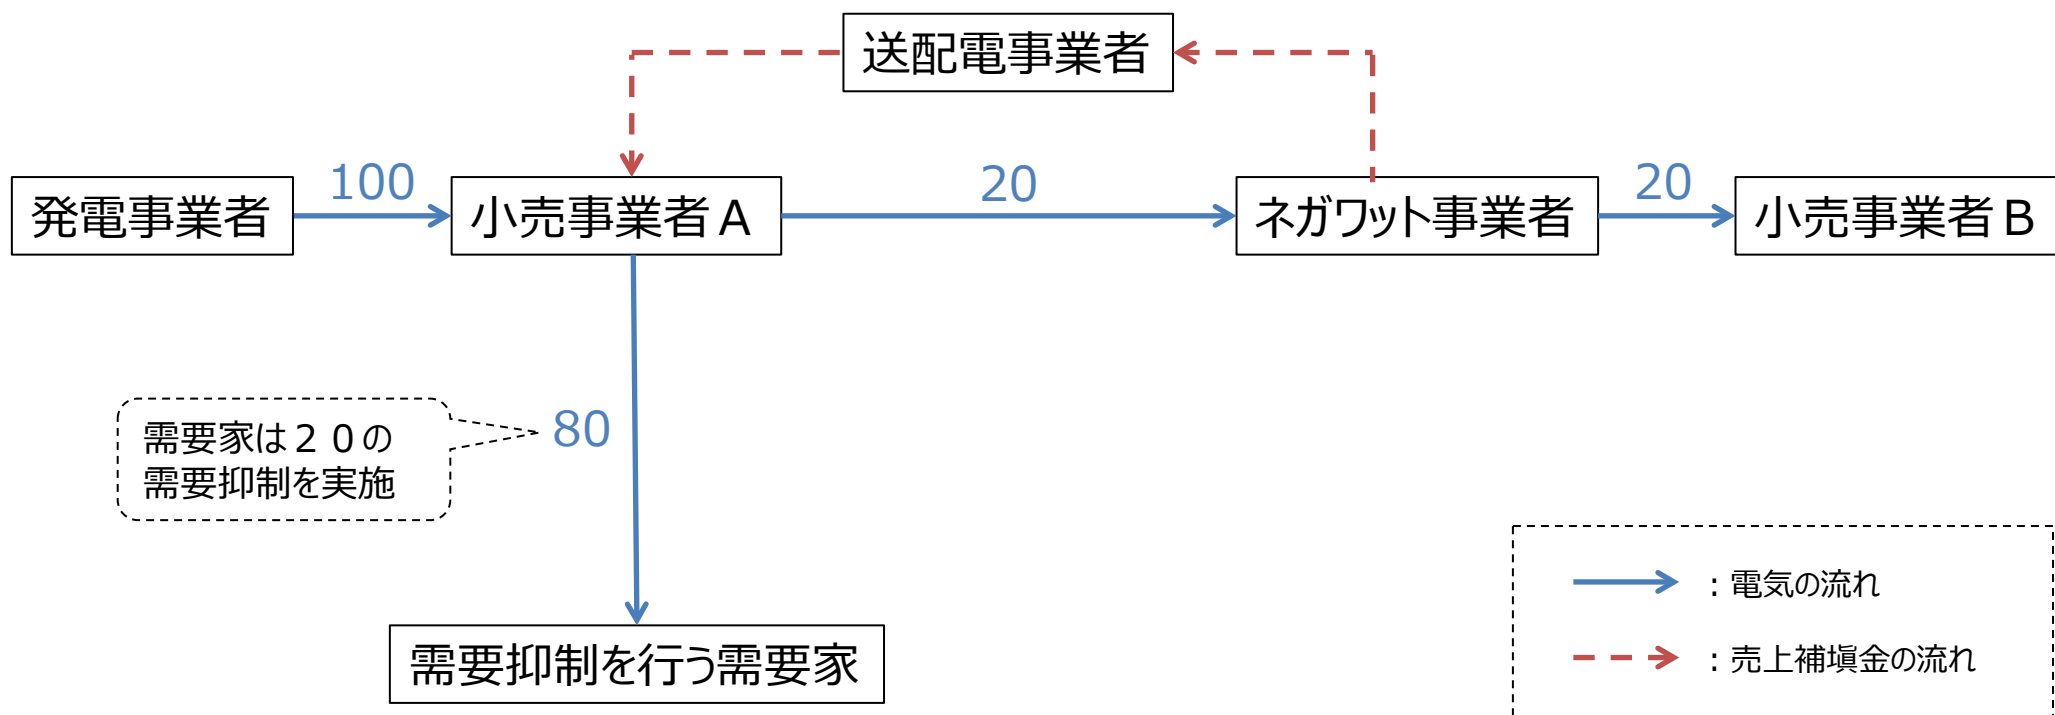 送配電事業者
100
20
20
発電事業者
小売事業者A
ネガワット事業者
小売事業者B
需要家は２０の
需要抑制を実施
80
：電気の流れ
需要抑制を行う需要家
：売上補塡金の流れ